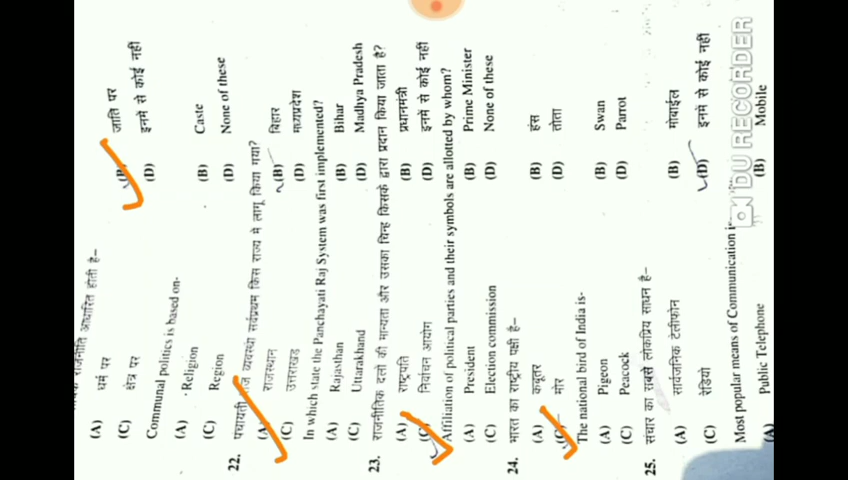 राजनीति आधारित होती है–
(A) धर्म पर (B) जाति पर
(C) क्षेत्र पर (D) इनमें से कोई नहीं
Communal politics is based on-
(A) Religion (B) Caste
(C) Region (D) None of these
22. पंचायती राज व्यवस्था सर्वप्रथम किस राज्य में लागू किया गया?
(A) राजस्थान (B) बिहार
(C) उत्तराखंड (D) मध्यप्रदेश
In which state the Panchayati Raj System was first implemented?
(A) Rajasthan (B) Bihar
(C) Uttarakhand (D) Madhya Pradesh
23. राजनीतिक दलों की मान्यता और उसका चिन्ह किसके द्वारा प्रदान किया जाता है?
(A) राष्ट्रपति (B) प्रधानमंत्री
(C) निर्वाचन आयोग (D) इनमें से कोई नहीं
Affiliation of political parties and their symbols are allotted by whom?
(A) President (B) Prime Minister
(C) Election commission (D) None of these
24. भारत का राष्ट्रीय पक्षी है–
(A) कबूतर (B) हंस
(C) मोर (D) तोता
The national bird of India is-
(A) Pigeon (B) Swan
(C) Peacock (D) Parrot
25. संचार का सबसे लोकप्रिय साधन है–
(A) सार्वजनिक टेलीफोन (B) मोबाईल
(C) रेडियो (D) इनमें से कोई नहीं
Most popular means of Communication
(A) Public Telephone (B) Mobile
DU RECORDER